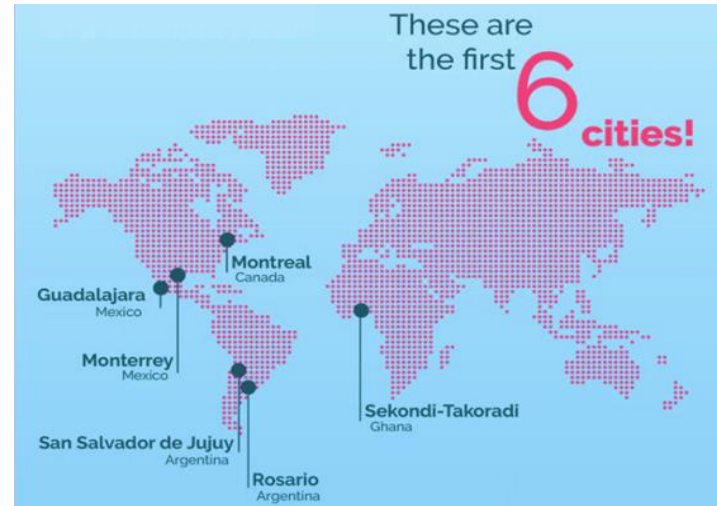 These are
the first
6
cities!
Montreal
Canada
Guadalajara
Mexico
Monterrey
Mexico
Sekondi-Takoradi
Ghana
San Salvador de Jujuy
Argentina
Rosario
Argentina